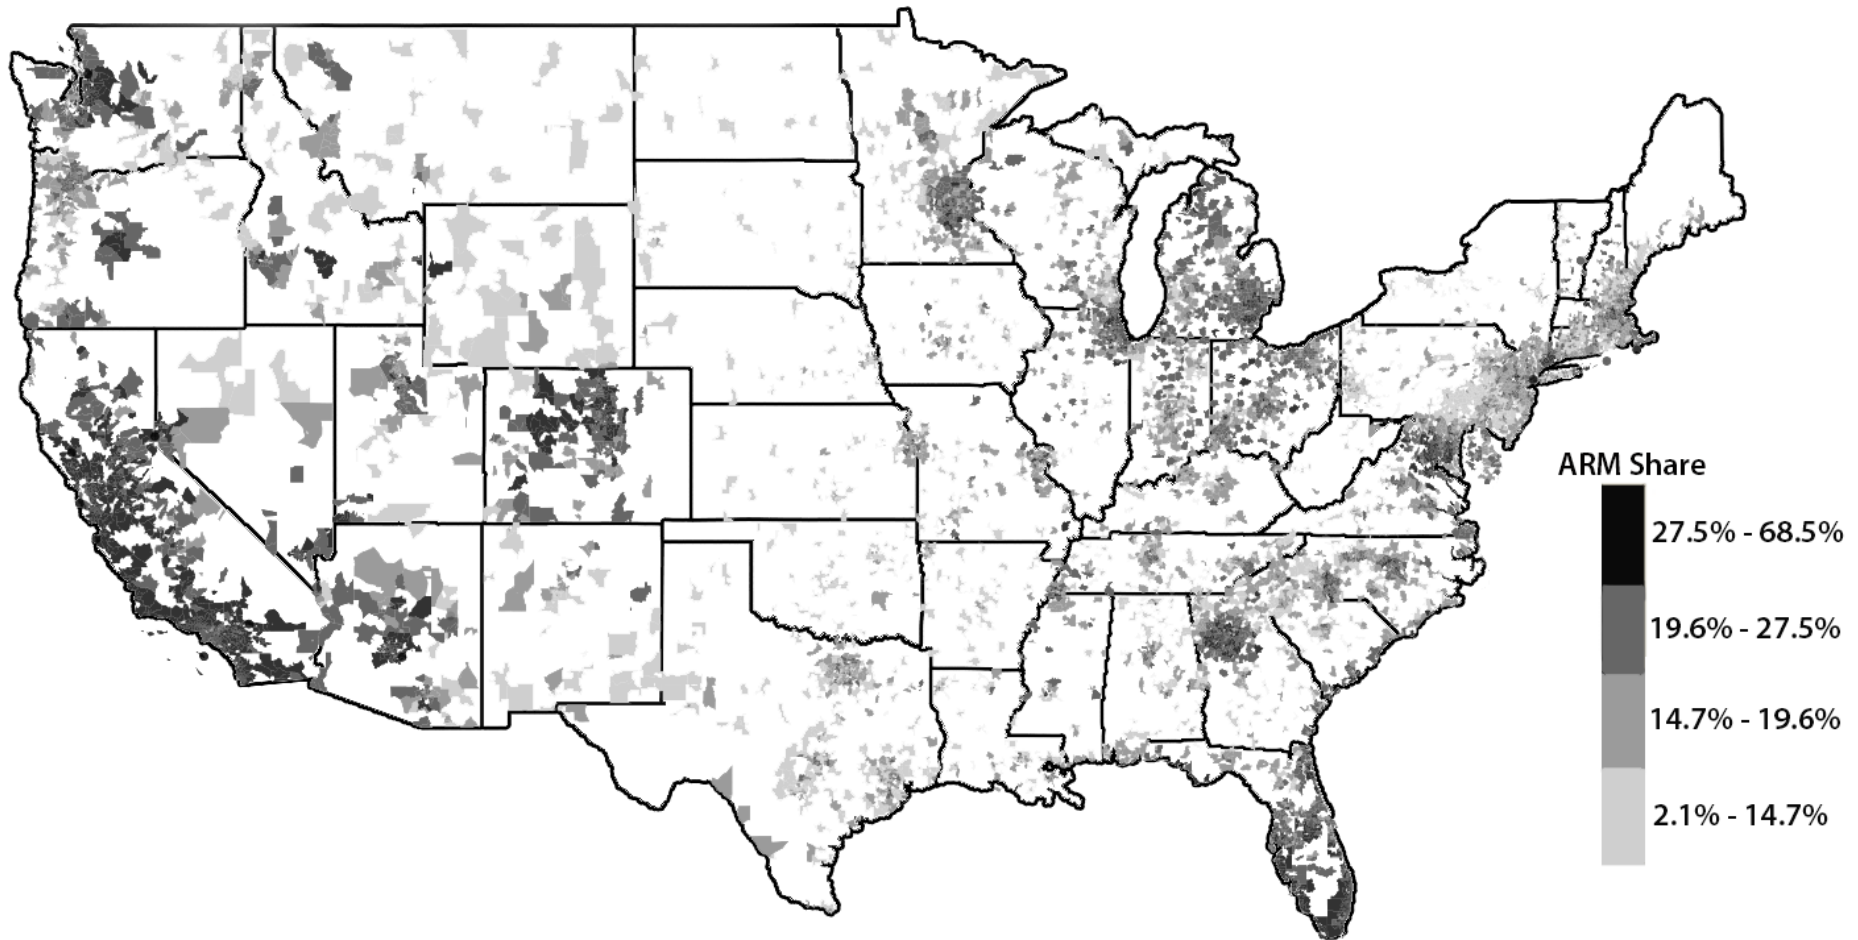 ARM Share
27.5% - 68.5%
19.6% - 27.5%
14.7% - 19.6%
2.1% - 14.7%